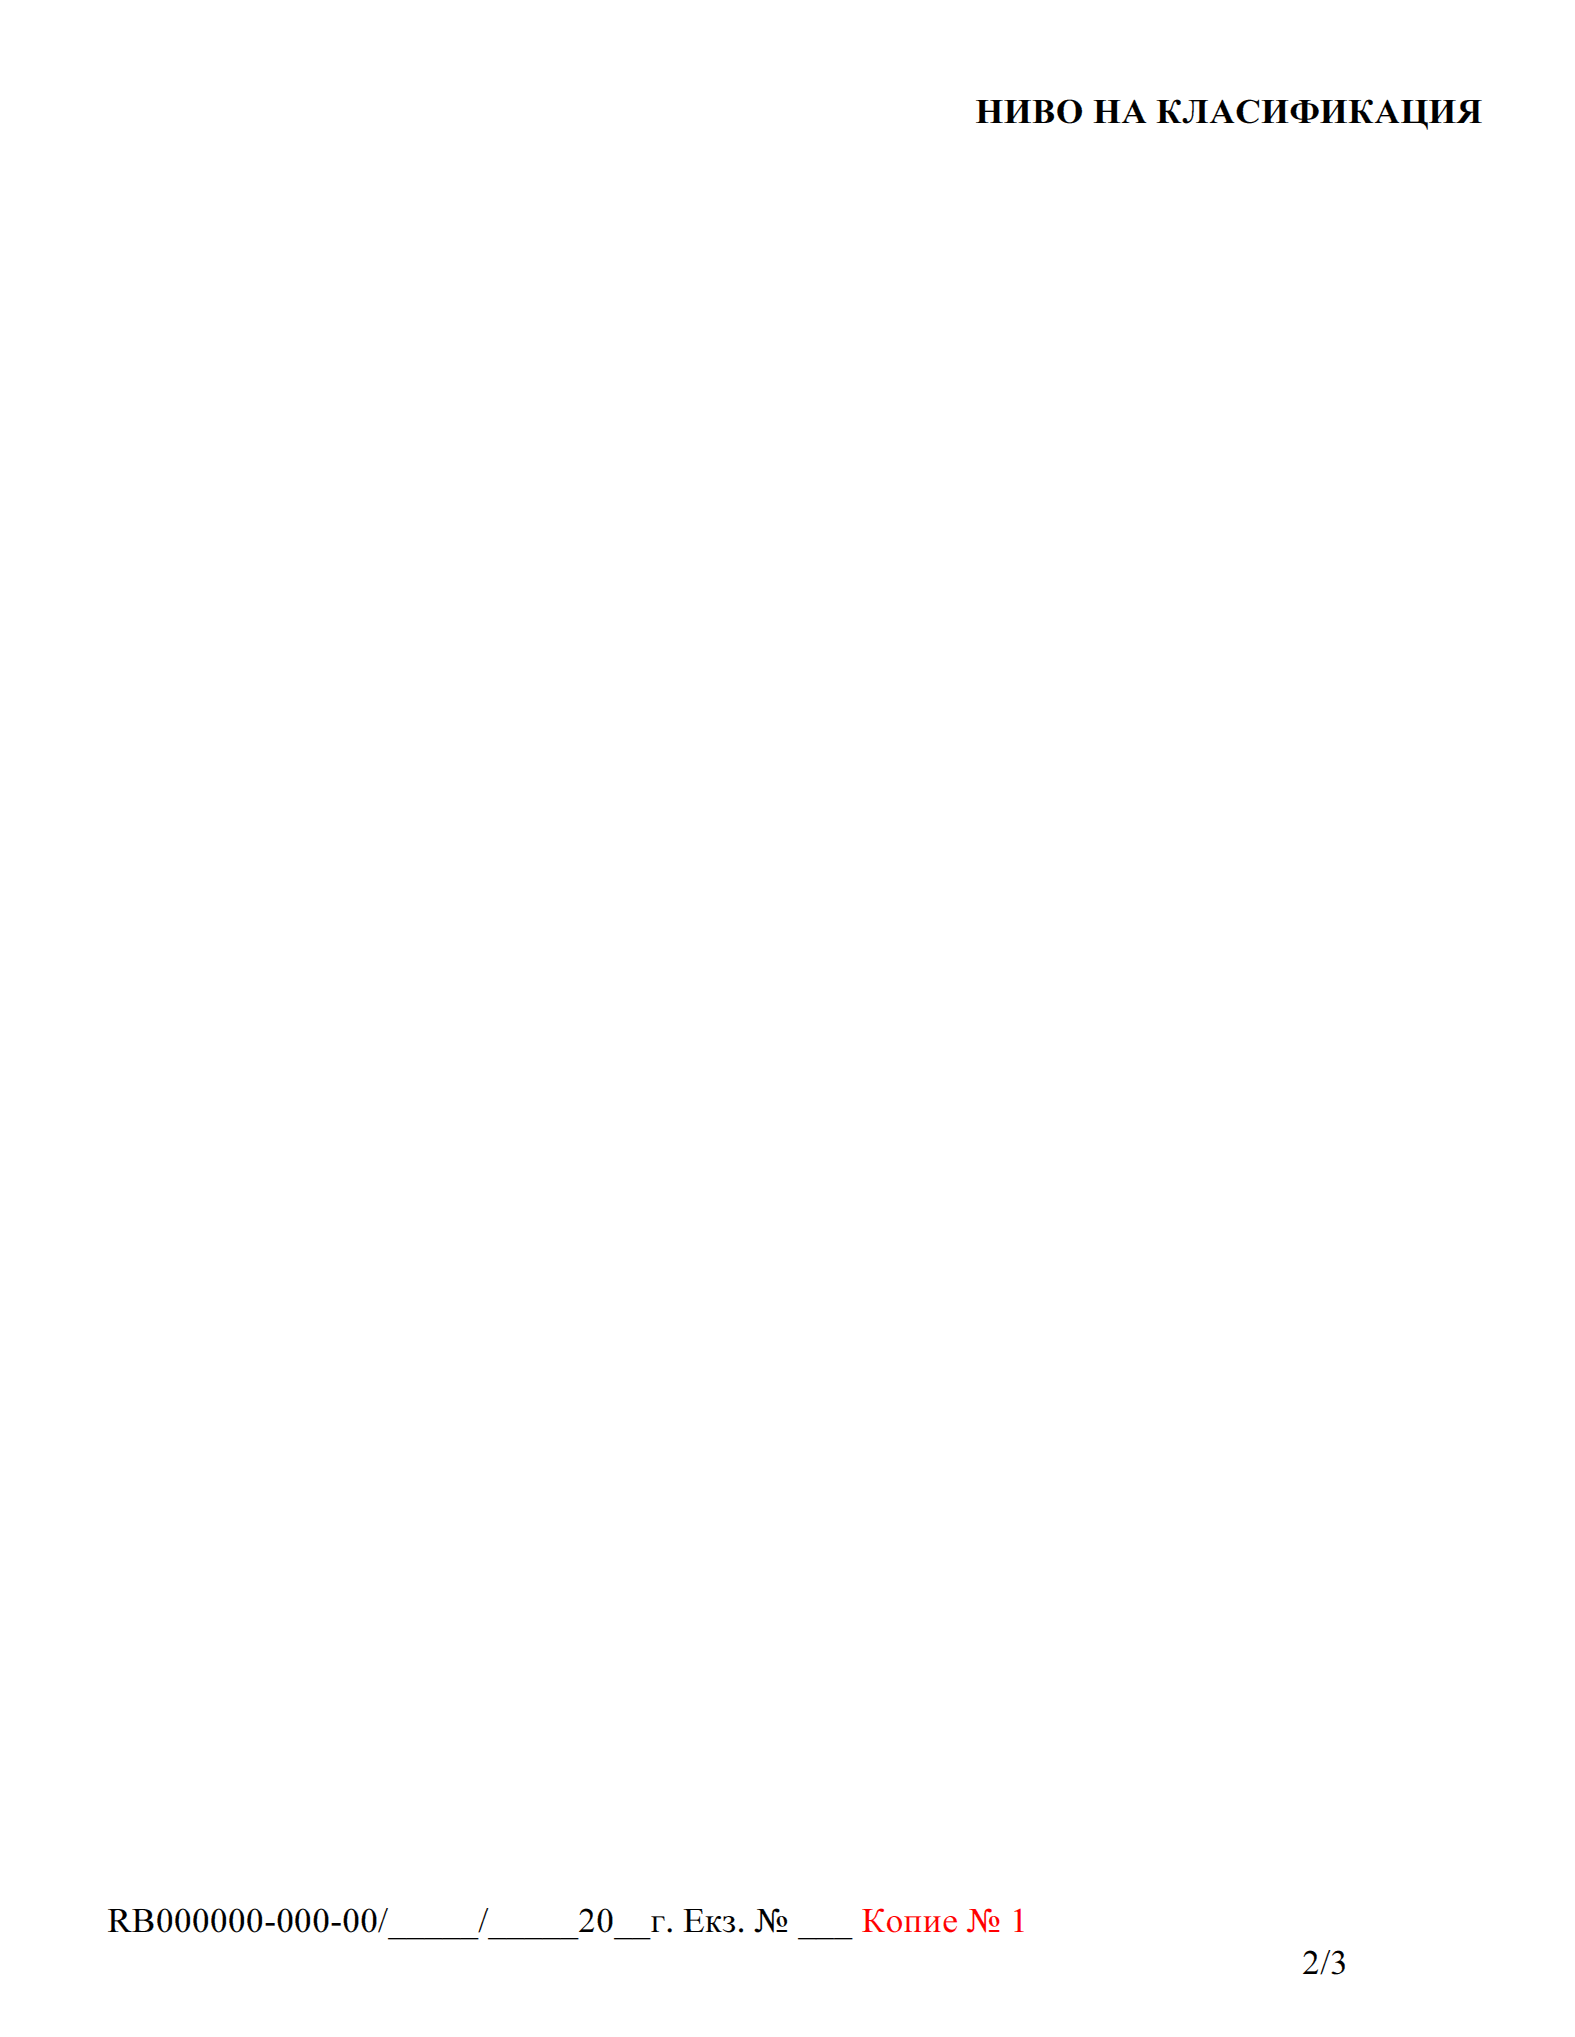 НИВО НА КЛАСИФИКАЦИЯ
RB000000-000-00/_____/_____20__г. Екз. № ___ Копие № 1
2/3